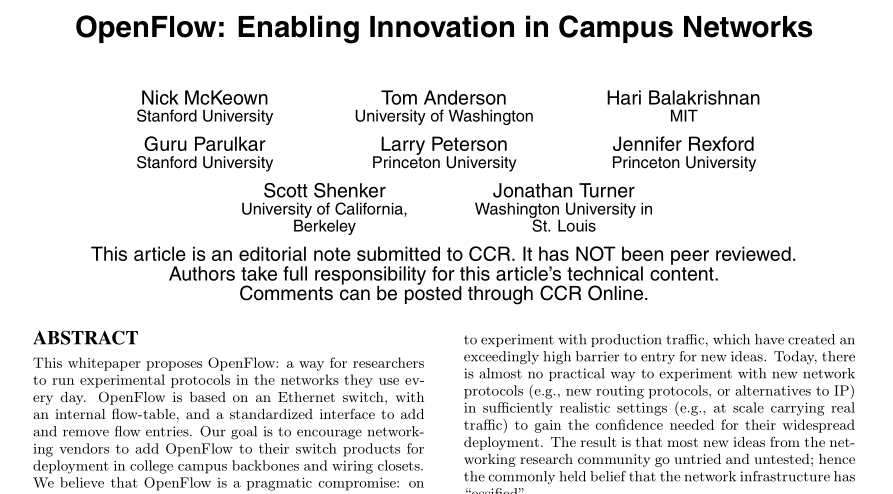 OpenFlow: Enabling Innovation in Campus Networks
Nick McKeown
Stanford University
Tom Anderson
University of Washington
Hari Balakrishnan
MIT
Guru Parulkar
Stanford University
Larry Peterson
Princeton University
Jennifer Rexford
Princeton University
Scott Shenker
University of California,
Berkeley
Jonathan Turner
Washington University in
St. Louis
This article is an editorial note submitted to CCR. It has NOT been peer reviewed.
Authors take full responsibility for this article's technical content.
Comments can be posted through CCR Online.
ABSTRACT
This whitepaper proposes OpenFlow: a way for researchers
to run experimental protocols in the networks they use ev-
ery day. OpenFlow is based on an Ethernet switch, with
an internal flow-table, and a standardized interface to add
and remove flow entries. Our goal is to encourage network-
ing vendors to add OpenFlow to their switch products for
deployment in college campus backbones and wiring closets.
We believe that OpenFlow is a pragmatic compromise: on
to experiment with production traffic, which have created an
exceedingly high barrier to entry for new ideas. Today, there
is almost no practical way to experiment with new network
protocols (e.g., new routing protocols, or alternatives to IP)
in sufficiently realistic settings (e.g., at scale carrying real
traffic) to gain the confidence needed for their widespread
deployment. The result is that most new ideas from the net-
working research community go untried and untested; hence
the commonly held belief that the network infrastructure has
"ossified"